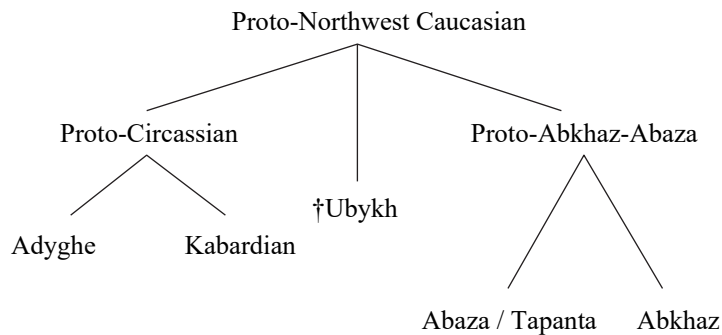 Proto-Northwest Caucasian
Proto-Circassian
Proto-Abkhaz-Abaza
†Ubykh
Adyghe
Kabardian
Abaza / Tapanta
Abkhaz